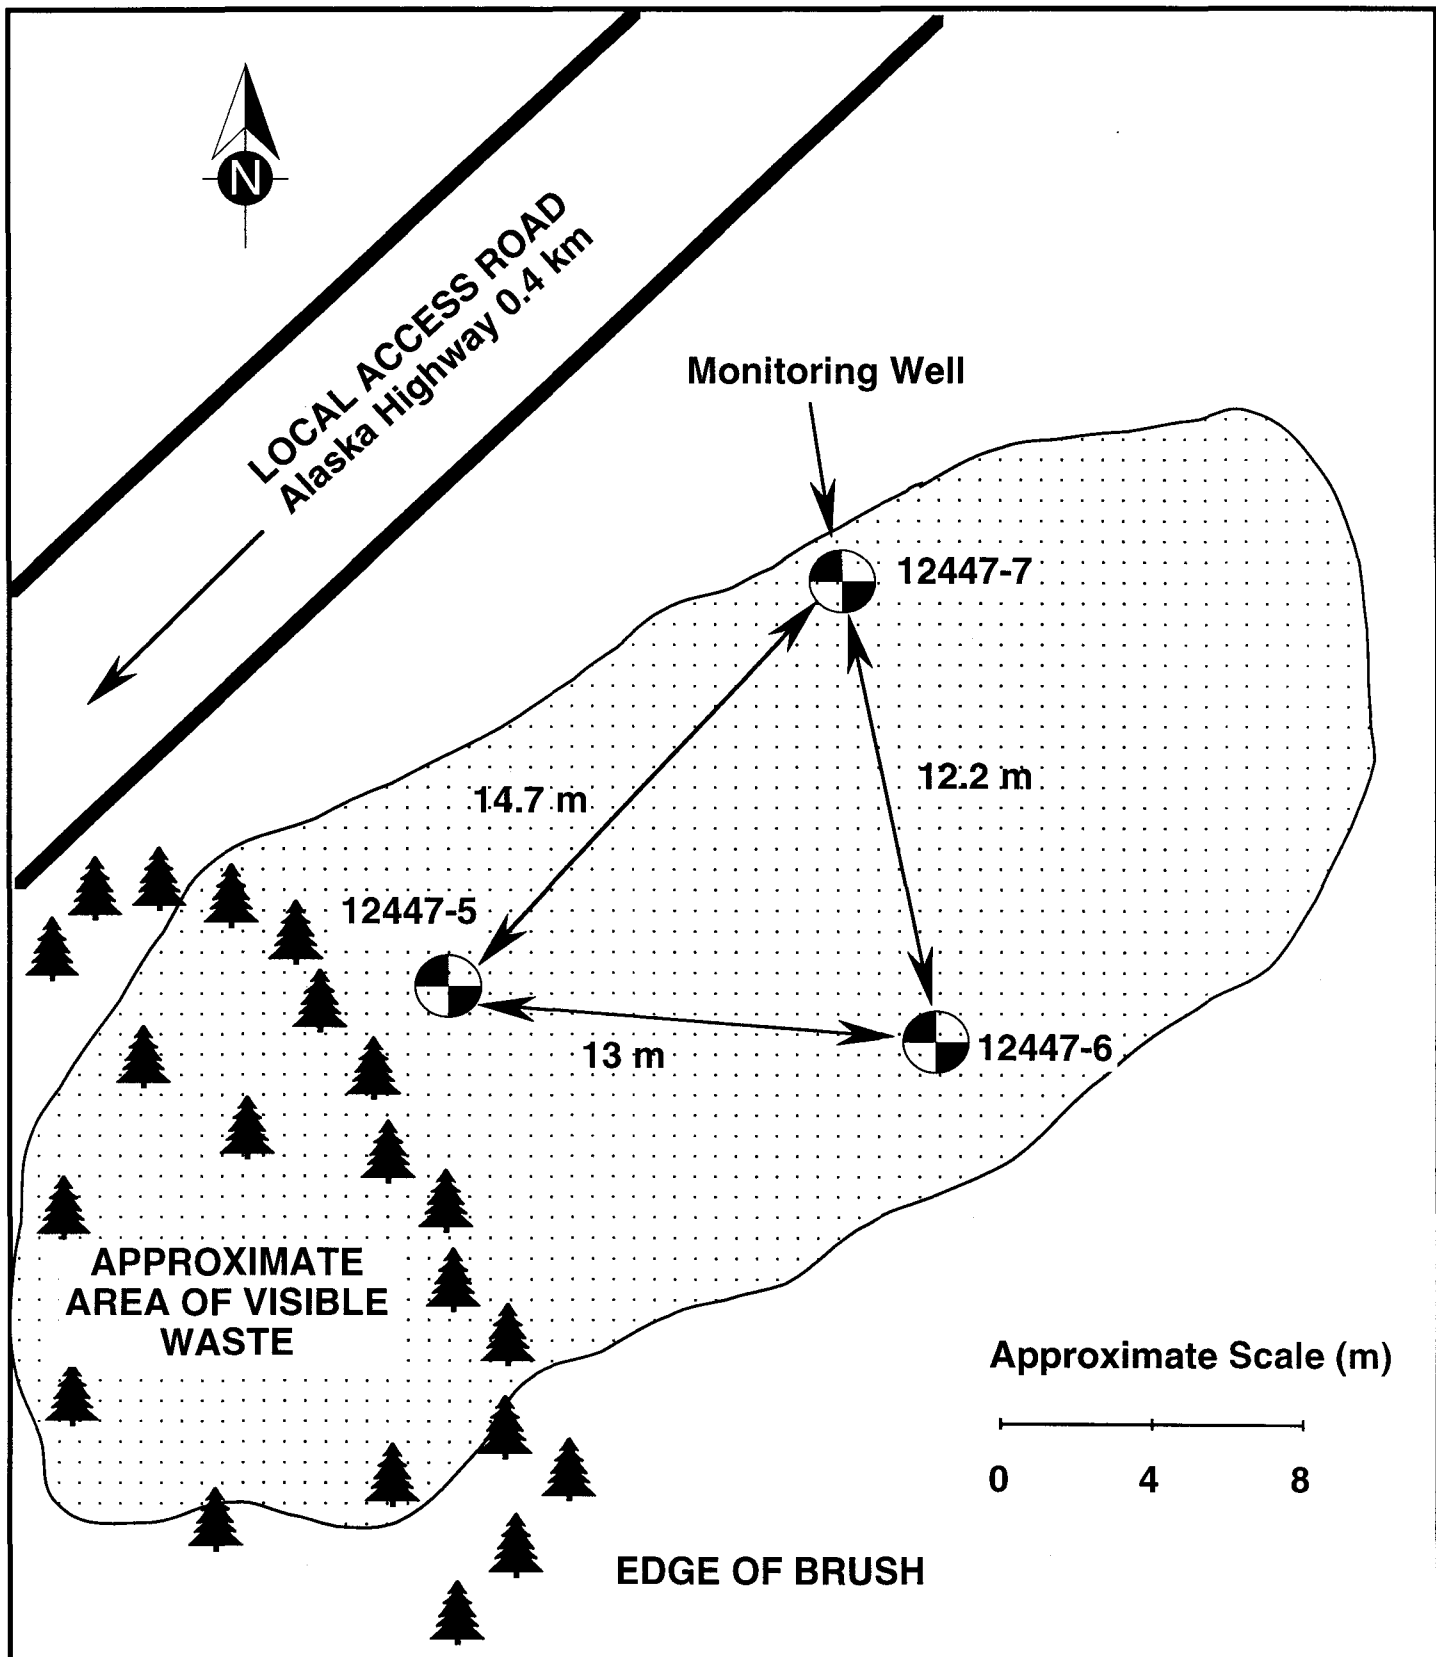 N
LOCAL ACCESS ROAD
Alaska Highway 0.4 km
Monitoring Well
12447-7
14.7 m
12.2 m
12447-5
13 m
12447-6
APPROXIMATE
AREA OF VISIBLE
WASTE
Approximate Scale (m)
0 4 8
EDGE OF BRUSH